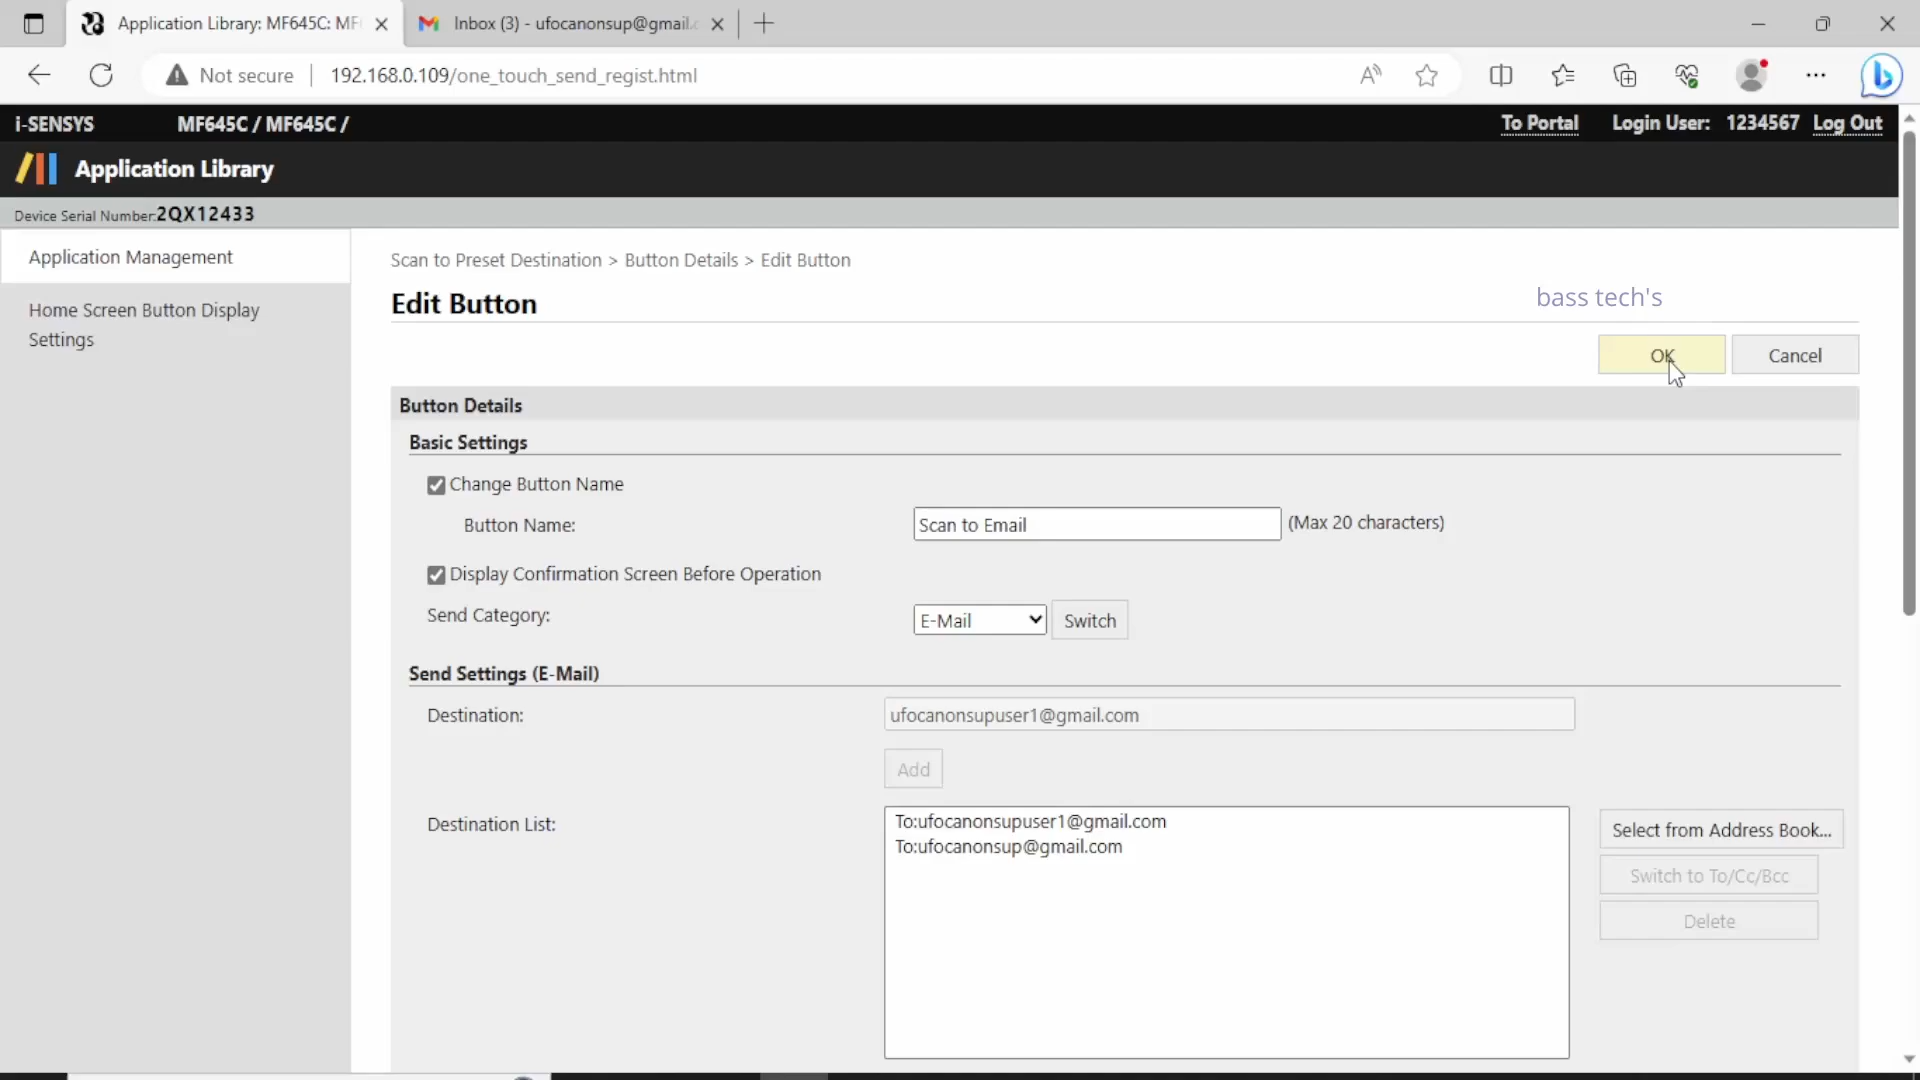 Application Library: MF645C: MF
Inbox (3) - ufocanonsup@gmail.c
Not secure
192.168.0.109/one_touch_send_regist.html
i-SENSYS
MF645C / MF645C /
To Portal
Login User: 1234567
Log Out
Application Library
Device Serial Number:2QX12433
Application Management
Home Screen Button Display
Settings
Scan to Preset Destination > Button Details > Edit Button
Edit Button
bass tech's
OK
Cancel
Button Details
Basic Settings
Change Button Name
Button Name:
Scan to Email
(Max 20 characters)
Display Confirmation Screen Before Operation
Send Category:
E-Mail
Switch
Send Settings (E-Mail)
Destination:
ufocanonsupuser1@gmail.com
Add
Destination List:
To:ufocanonsupuser1@gmail.com
To:ufocanonsup@gmail.com
Select from Address Book...
Switch to To/Cc/Bcc
Delete